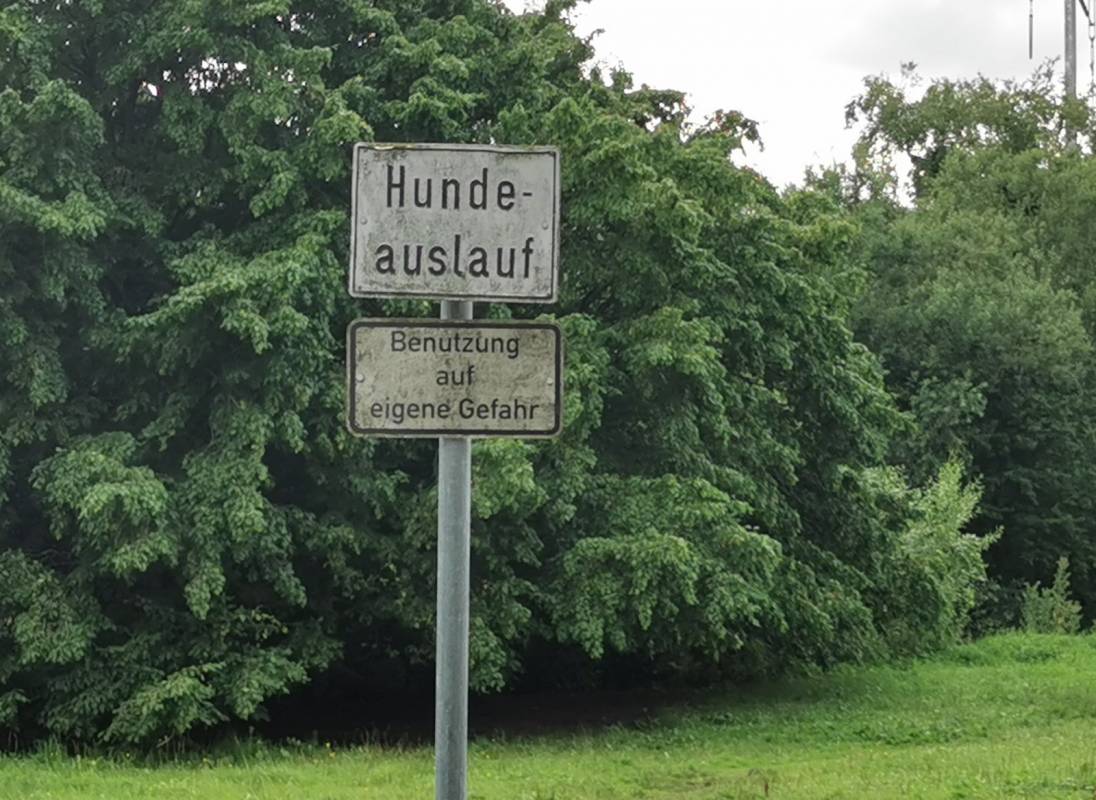 Hunde-
auslauf
Benutzung
auf
eigene Gefahr